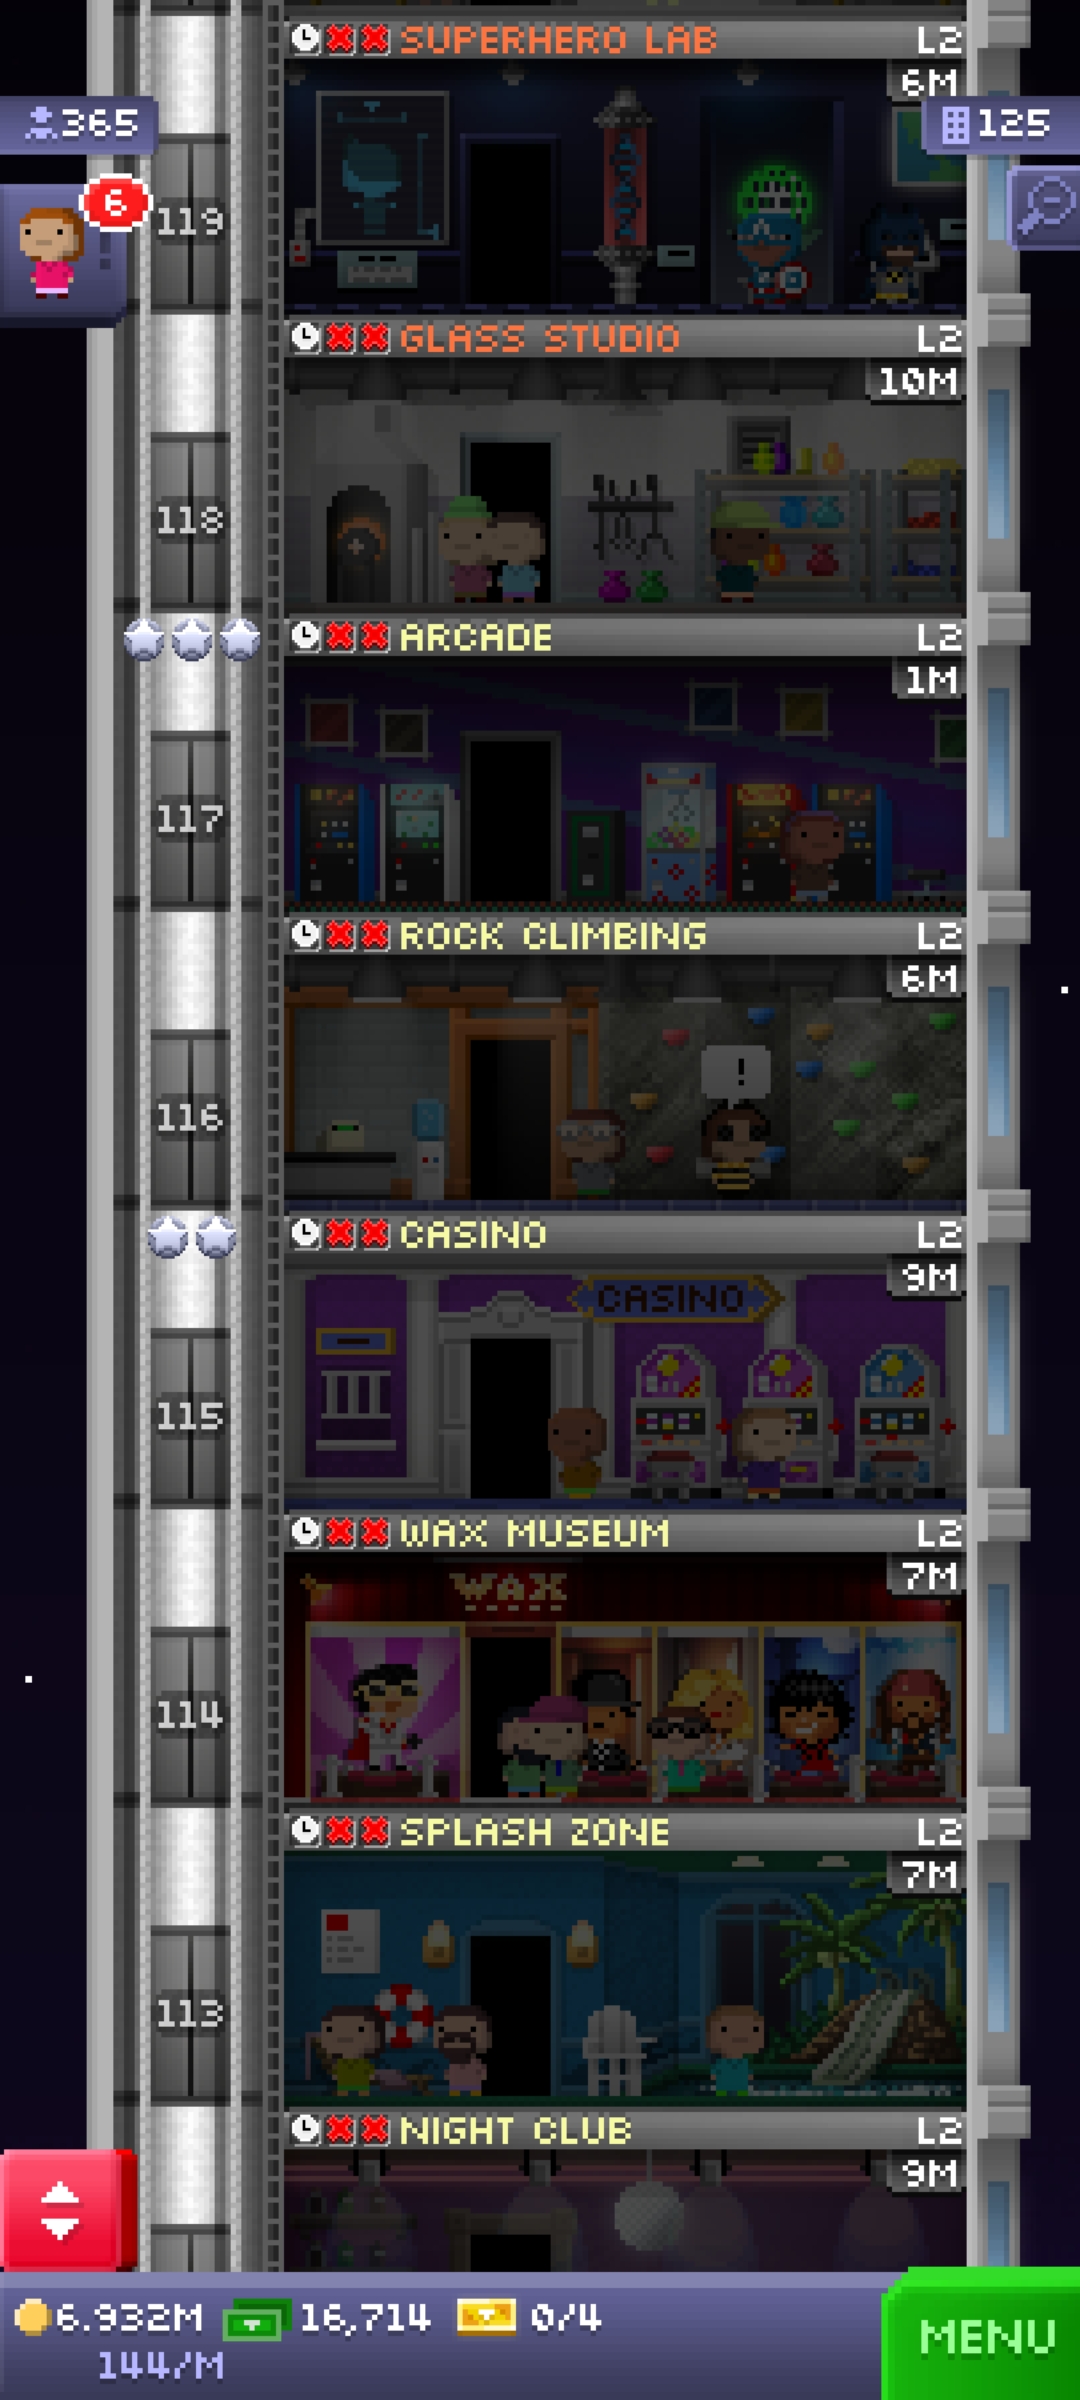 SUPERHERO LAB L2
6M
365
125
6
119
GLASS STUDIO L2
10M
118
ARCADE L2
1M
117
ROCK CLIMBING L2
6M
!
116
CASINO L2
9M
CASINO
115
WAX MUSEUM L2
7M
WAX
114
SPLASH ZONE L2
7M
113
NIGHT CLUB L2
9M
6.932M 16,714 0/4
144/M
MENU